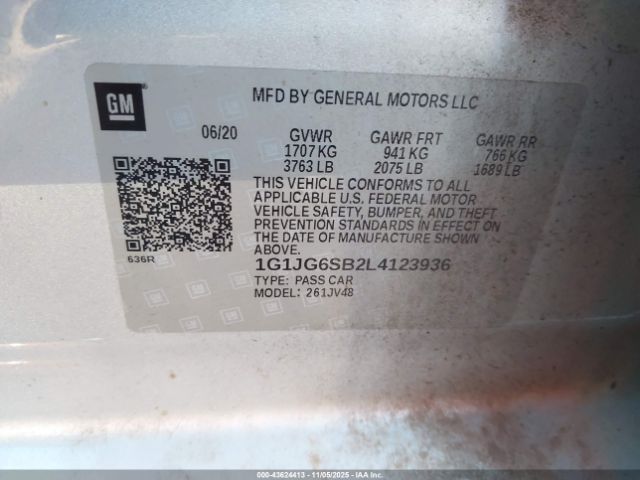 GM
MFD BY GENERAL MOTORS LLC
06/20 GVWR GAWR FRT GAWR RR
1707 KG 941 KG 766 KG
3763 LB 2075 LB 1689 LB
THIS VEHICLE CONFORMS TO ALL
APPLICABLE U.S. FEDERAL MOTOR
VEHICLE SAFETY, BUMPER, AND THEFT
PREVENTION STANDARDS IN EFFECT ON
THE DATE OF MANUFACTURE SHOWN
ABOVE.
636R
1G1JG6SB2L4123936
TYPE: PASS CAR
MODEL: 261JV48
000-43624413 - 11/05/2025 - IAAI.COM